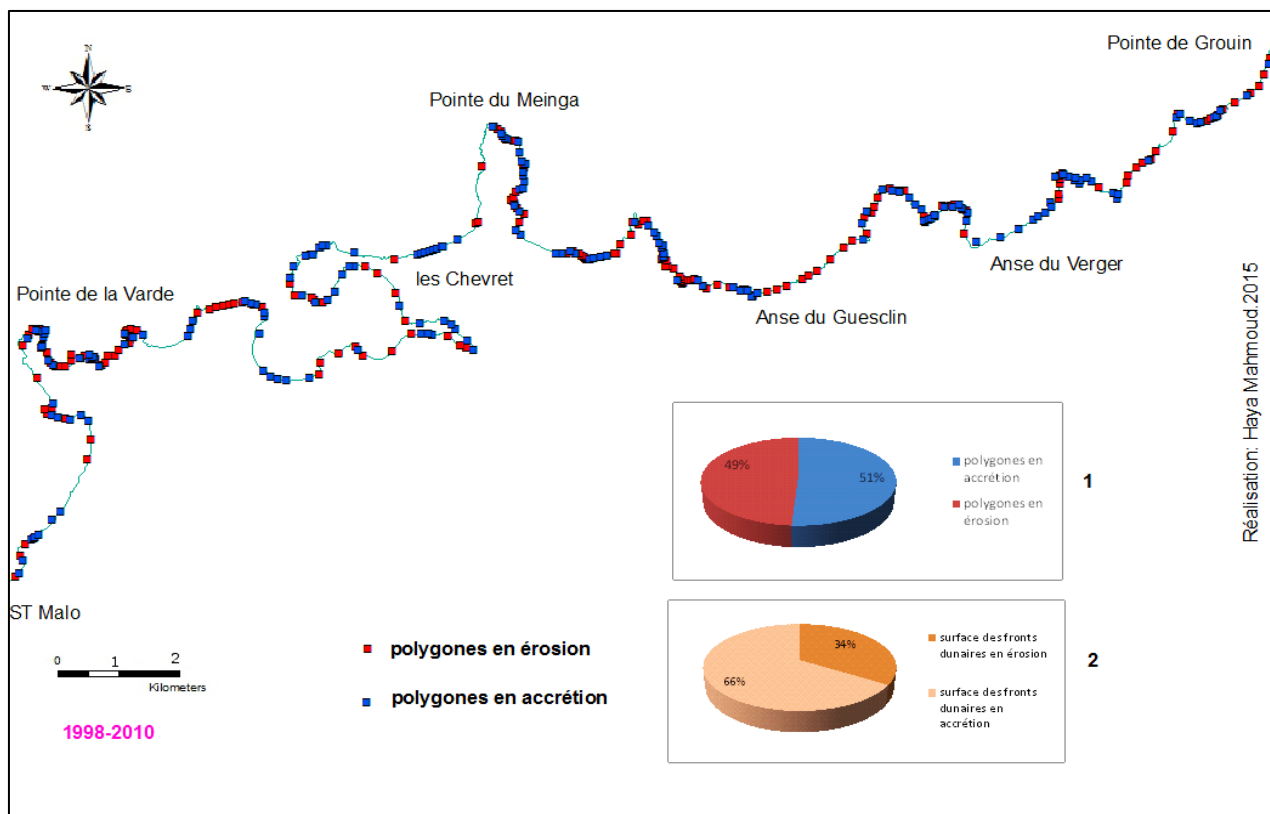 Pointe de Grouin
N
W
E
S
Pointe du Meinga
les Chevret
Pointe de la Varde
Anse du Verger
Anse du Guesclin
ST Malo
0 1 2
Kilometers
1998-2010
polygones en érosion
polygones en accrétion
49%
51%
polygones en
accrétion
polygones en
érosion
1
34%
66%
surface des fronts
dunaires en érosion
surface des fronts
dunaires en
accrétion
2
Réalisation: Haya Mahmoud.2015